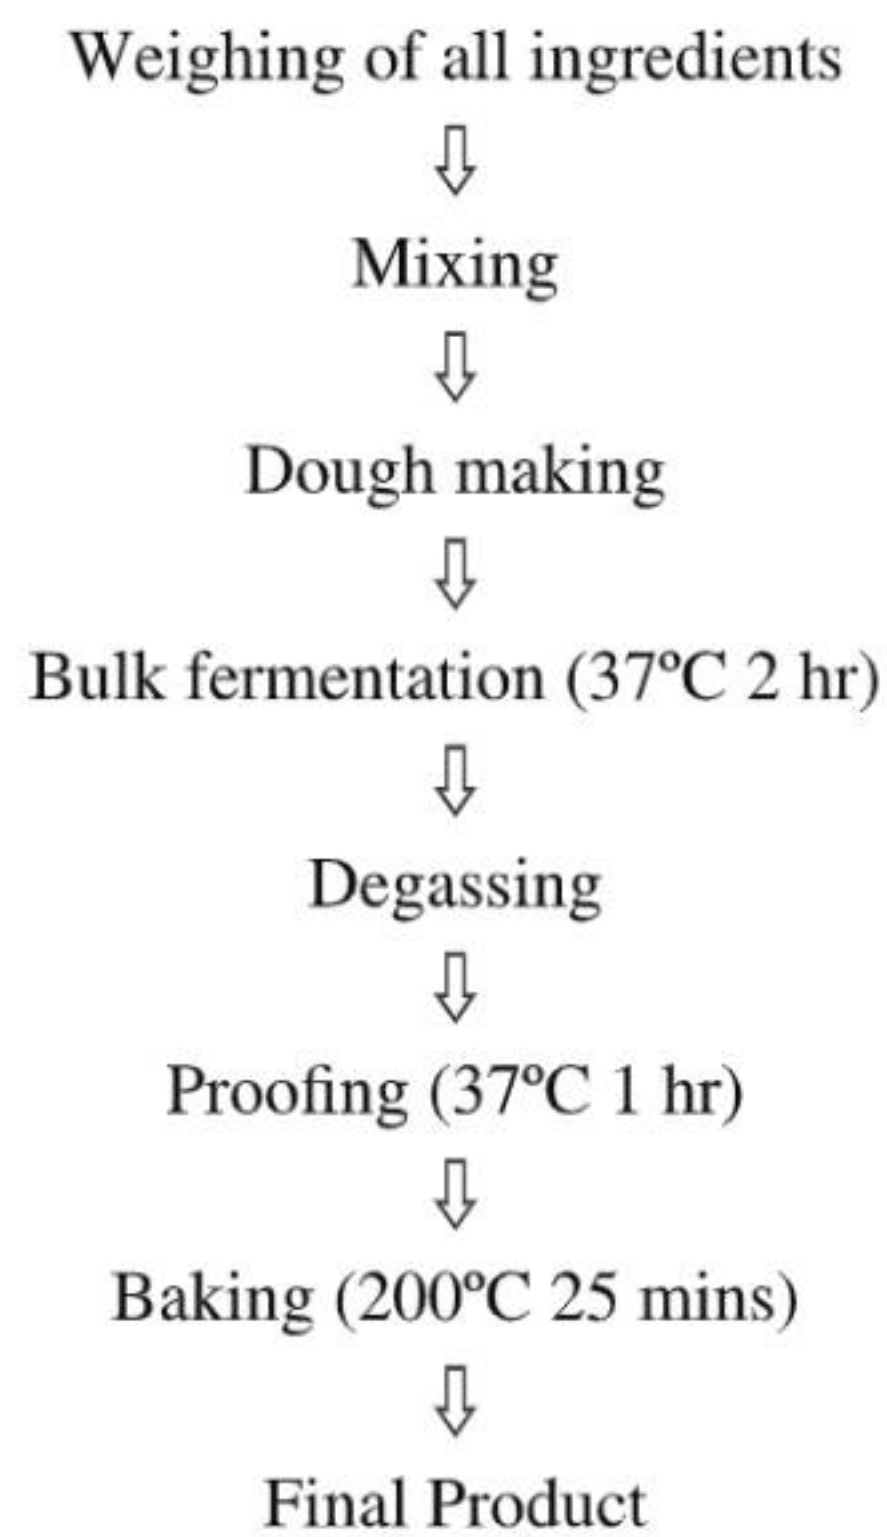 Weighing of all ingredients
Mixing
Dough making
Bulk fermentation (37ºC 2 hr)
Degassing
Proofing (37ºC 1 hr)
Baking (200ºC 25 mins)
Final Product